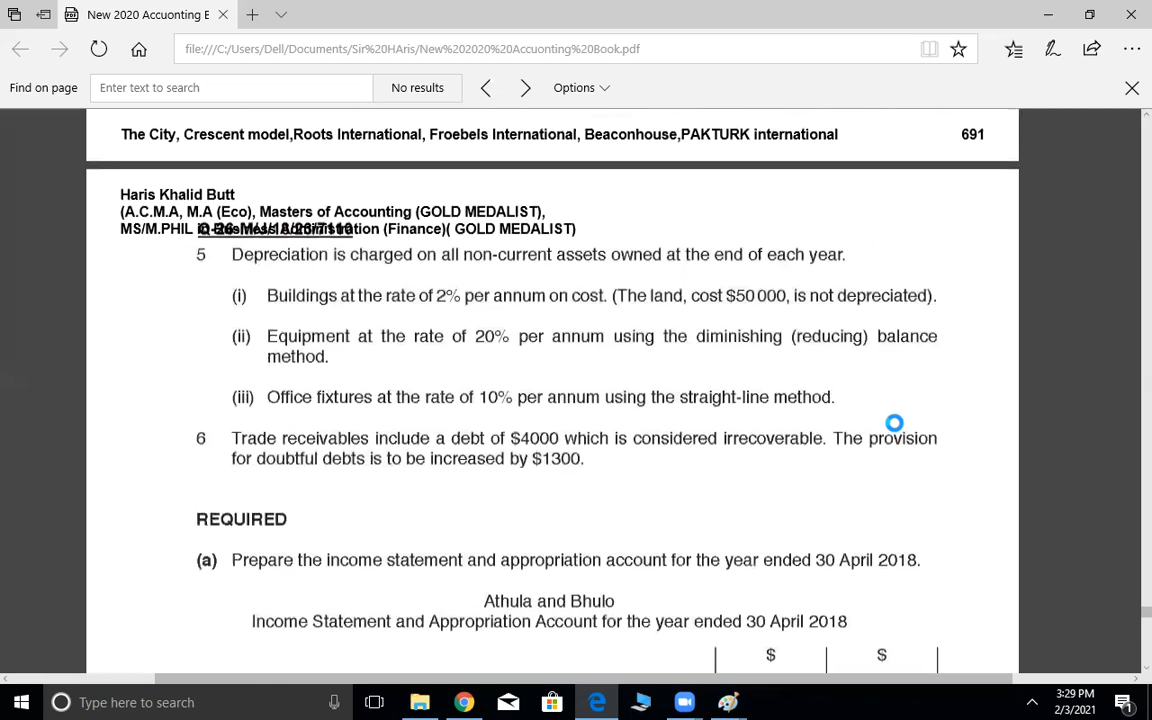 New 2020 Accuonting E
file:///C:/Users/Dell/Documents/Sir%20HAris/New%202020%20Accuonting%20Book.pdf
Find on page
Enter text to search
No results
Options
The City, Crescent model,Roots International, Froebels International, Beaconhouse,PAKTURK international 691
Haris Khalid Butt
(A.C.M.A, M.A (Eco), Masters of Accounting (GOLD MEDALIST),
MS/M.PHIL in Business Administration (Finance)( GOLD MEDALIST)
5 Depreciation is charged on all non-current assets owned at the end of each year.
(i) Buildings at the rate of 2% per annum on cost. (The land, cost $50 000, is not depreciated).
(ii) Equipment at the rate of 20% per annum using the diminishing (reducing) balance
method.
(iii) Office fixtures at the rate of 10% per annum using the straight-line method.
6 Trade receivables include a debt of $4000 which is considered irrecoverable. The provision
for doubtful debts is to be increased by $1300.
REQUIRED
(a) Prepare the income statement and appropriation account for the year ended 30 April 2018.
Athula and Bhulo
Income Statement and Appropriation Account for the year ended 30 April 2018
$ $
Type here to search
3:29 PM
2/3/2021
1